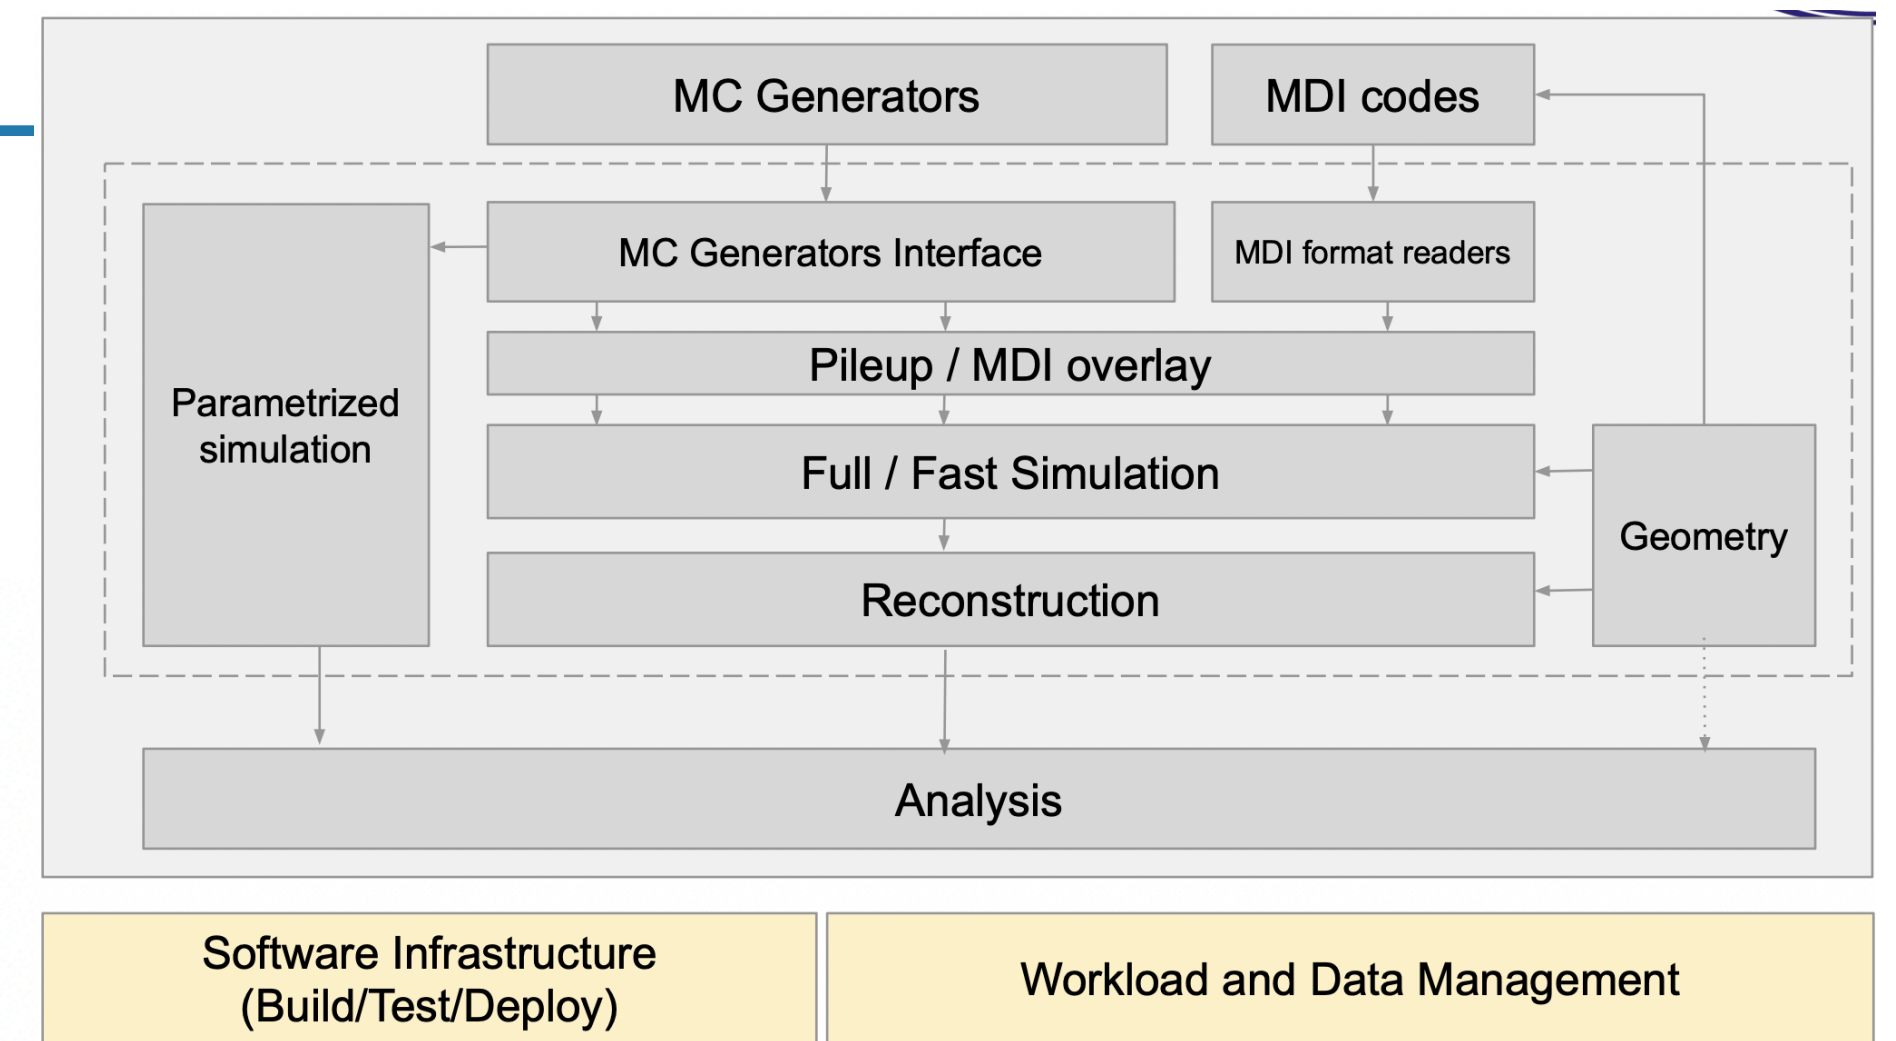 MC Generators
MDI codes
MC Generators Interface
MDI format readers
Pileup / MDI overlay
Parametrized
simulation
Full / Fast Simulation
Geometry
Reconstruction
Analysis
Software Infrastructure
(Build/Test/Deploy)
Workload and Data Management